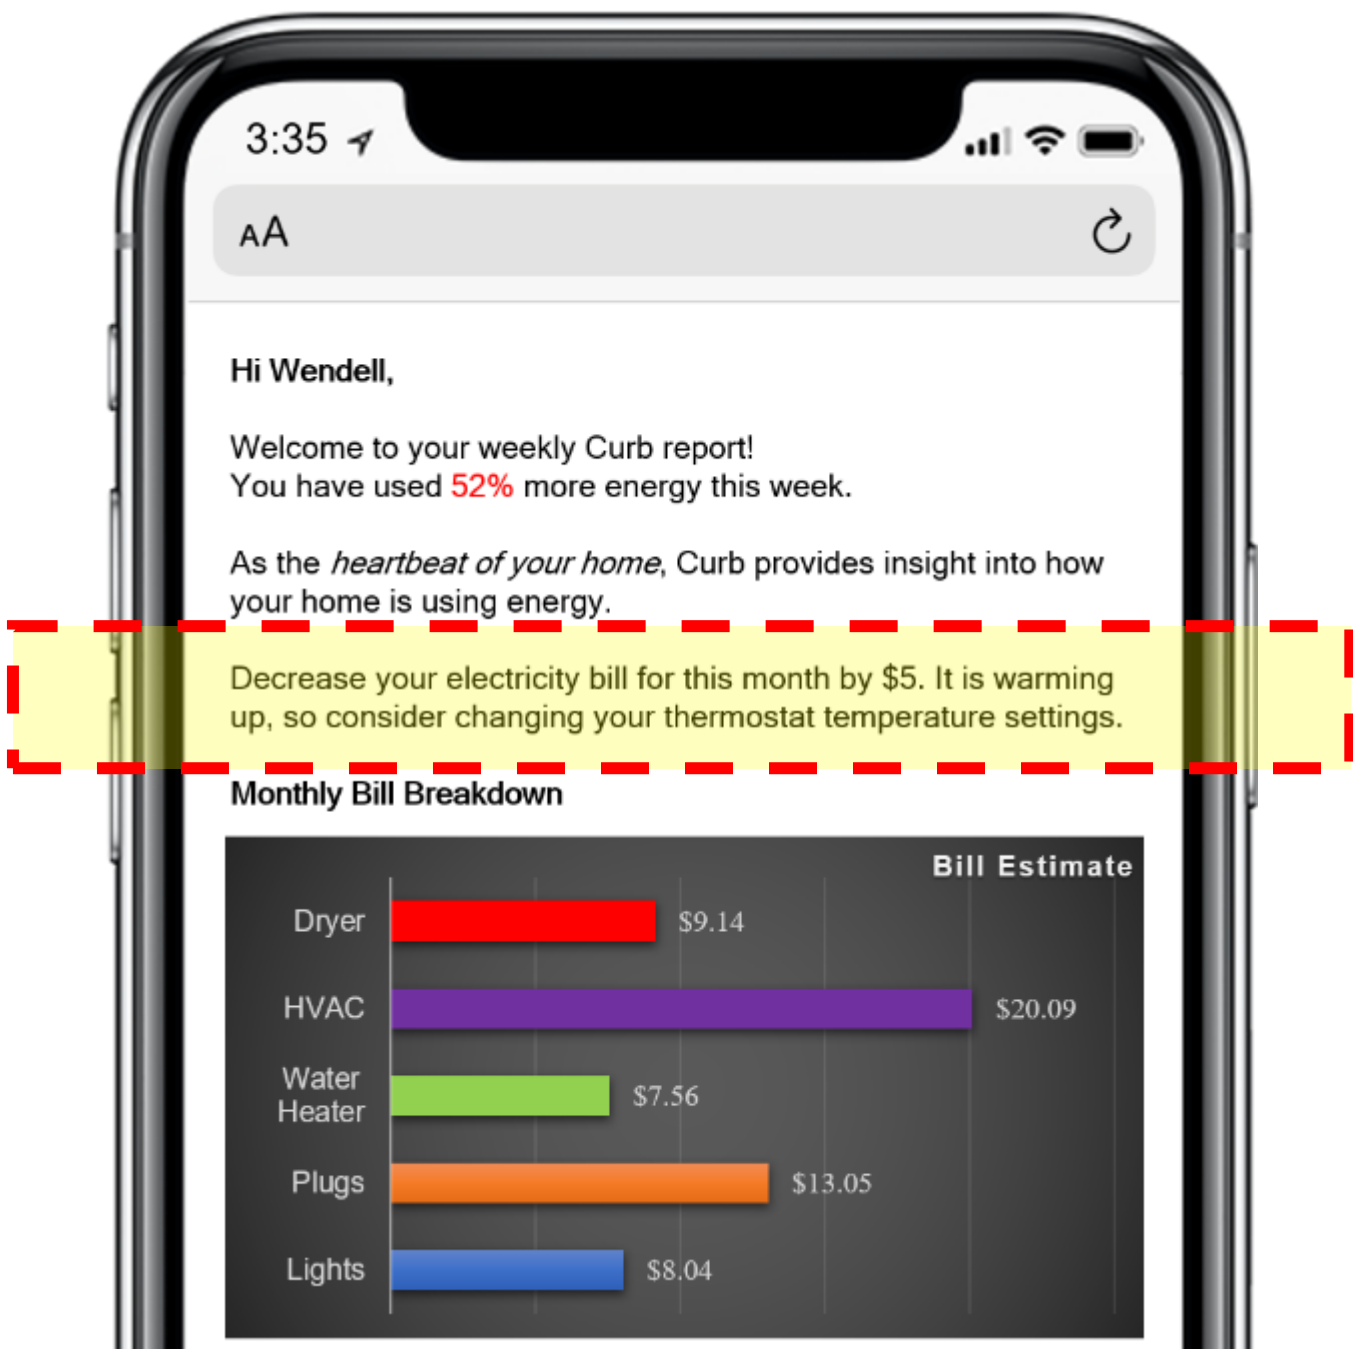 3:35
AA
Hi Wendell,
Welcome to your weekly Curb report!
You have used 52% more energy this week.
As the heartbeat of your home, Curb provides insight into how
your home is using energy.
Decrease your electricity bill for this month by $5. It is warming
up, so consider changing your thermostat temperature settings.
Monthly Bill Breakdown
Bill Estimate
Dryer $9.14
HVAC $20.09
Water
Heater $7.56
Plugs $13.05
Lights $8.04